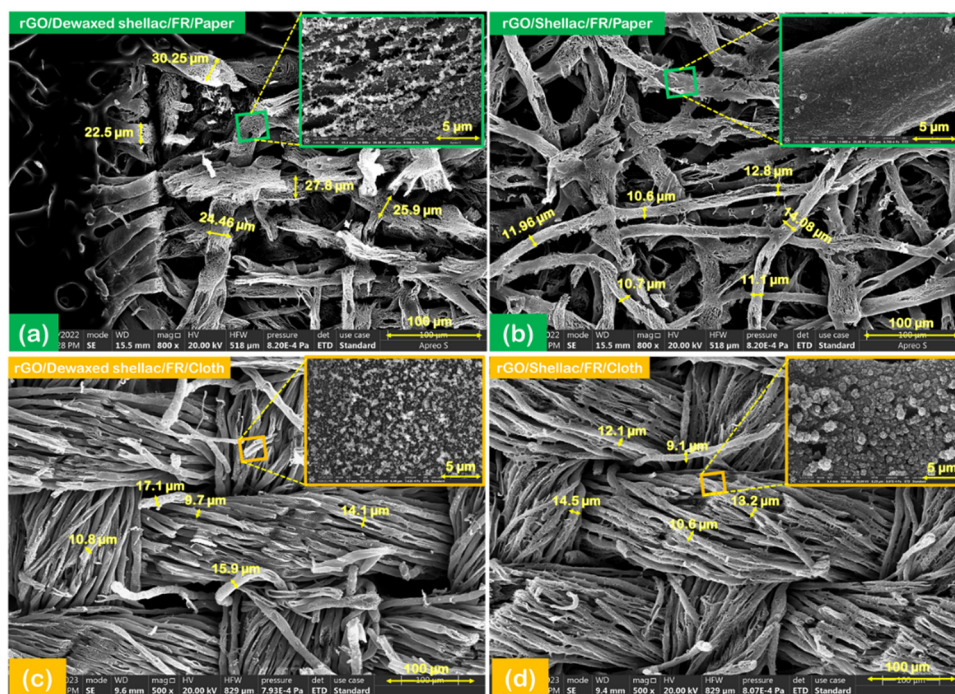 rGO/Dewaxed shellac/FR/Paper
30.25 µm
22.5 µm
27.8 µm
24.46 µm
25.9 µm
5 µm
100 µm
(a)
/2022 mode WD mag HV HFW pressure det use case
28 PM SE 15.5 mm 800 x 20.00 kV 518 µm 8.20E-4 Pa ETD Standard Apreo S
rGO/Shellac/FR/Paper
12.8 µm
10.6 µm
11.96 µm
14.08 µm
10.7 µm
11.1 µm
5 µm
100 µm
(b)
/2022 mode WD mag HV HFW pressure det use case
PM SE 15.5 mm 800 x 20.00 kV 518 µm 8.20E-4 Pa ETD Standard Apreo S
rGO/Dewaxed shellac/FR/Cloth
17.1 µm
9.7 µm
14.1 µm
10.8 µm
15.9 µm
5 µm
100 µm
(c)
023 mode WD mag HV HFW pressure det use case
PM SE 9.6 mm 500 x 20.00 kV 829 µm 7.93E-4 Pa ETD Standard
rGO/Shellac/FR/Cloth
12.1 µm
9.1 µm
14.5 µm
13.2 µm
10.6 µm
5 µm
100 µm
(d)
023 mode WD mag HV HFW pressure det use case
PM SE 9.4 mm 500 x 20.00 kV 829 µm 8.07E-4 Pa ETD Standard